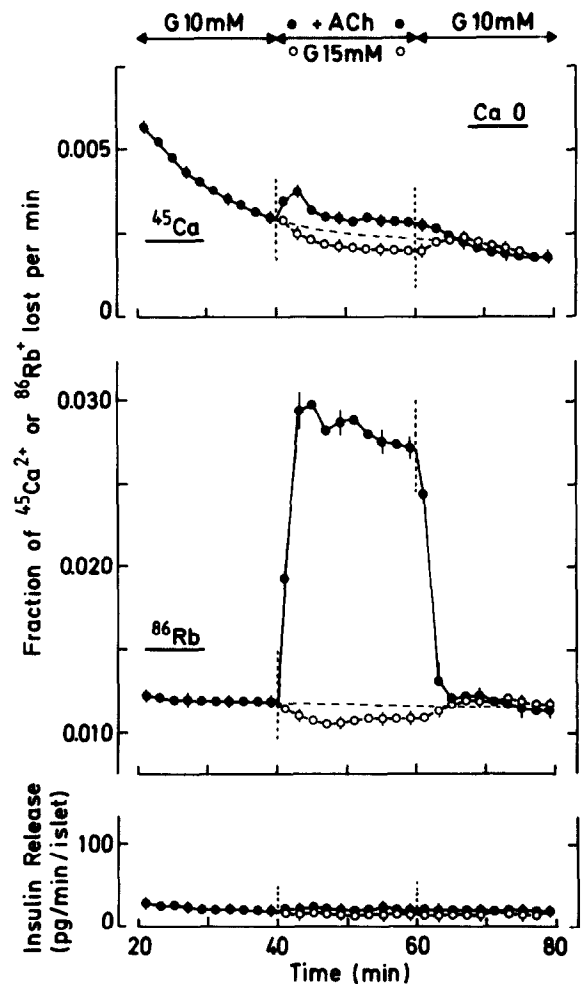 G 10mM
● + ACh ●
G 10mM
○ G 15mM ○
Ca 0
0.005
45Ca
0
Fraction of 45Ca2+ or 86Rb+ lost per min
0.030
0.020
86Rb
0.010
Insulin Release
(pg/min/islet)
100
0
20 40 60 80
Time (min)